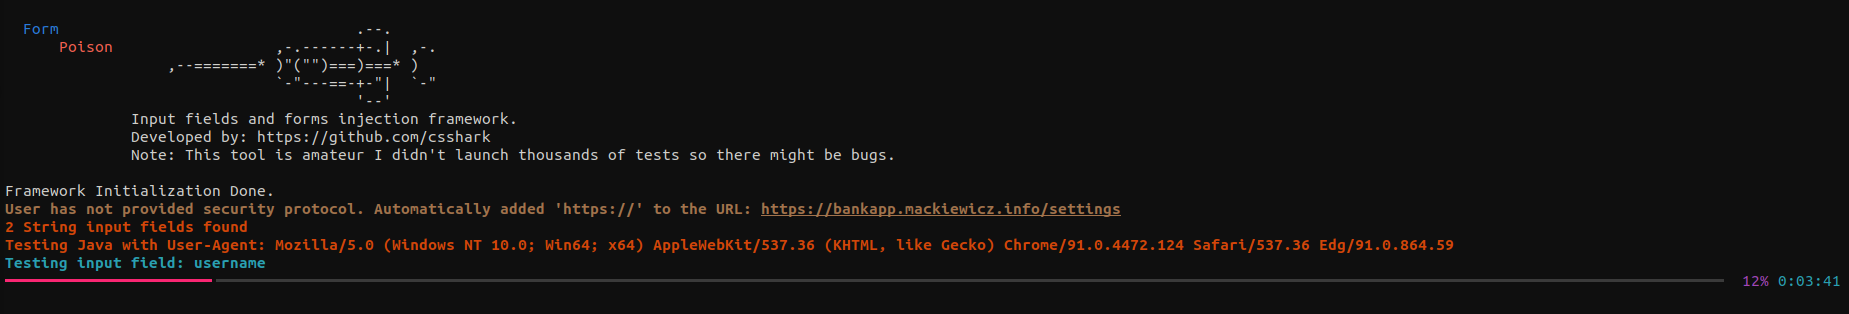 Form
Poison
Input fields and forms injection framework.
Developed by: https://github.com/csshark
Note: This tool is amateur I didn't launch thousands of tests so there might be bugs.
Framework Initialization Done.
User has not provided security protocol. Automatically added 'https://' to the URL: https://bankapp.mackiewicz.info/settings
2 String input fields found
Testing Java with User-Agent: Mozilla/5.0 (Windows NT 10.0; Win64; x64) AppleWebKit/537.36 (KHTML, like Gecko) Chrome/91.0.4472.124 Safari/537.36 Edg/91.0.864.59
Testing input field: username
12% 0:03:41